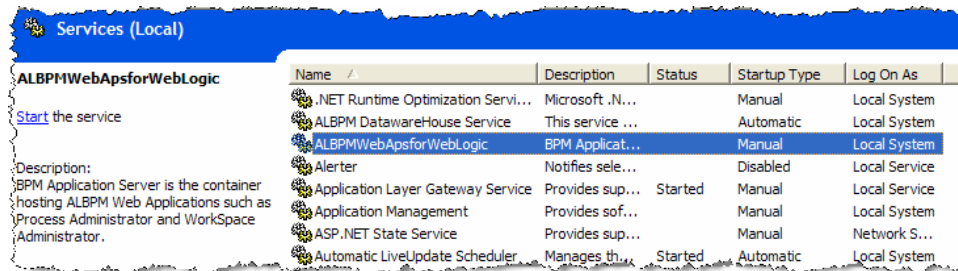 Services (Local)
ALBPMWebApsforWebLogic
Start the service
Description:
BPM Application Server is the container
hosting ALBPM Web Applications such as
Process Administrator and WorkSpace
Administrator.
Name Description Status Startup Type Log On As
.NET Runtime Optimization Servi... Microsoft .N... Manual Local System
ALBPM DatawareHouse Service This service ... Automatic Local System
ALBPMWebApsforWebLogic BPM Applicat... Manual Local System
Alerter Notifies sele... Disabled Local Service
Application Layer Gateway Service Provides sup... Started Manual Local Service
Application Management Provides sof... Manual Local System
ASP.NET State Service Provides sup... Manual Network S...
Automatic LiveUpdate Scheduler Manages th... Started Automatic Local System